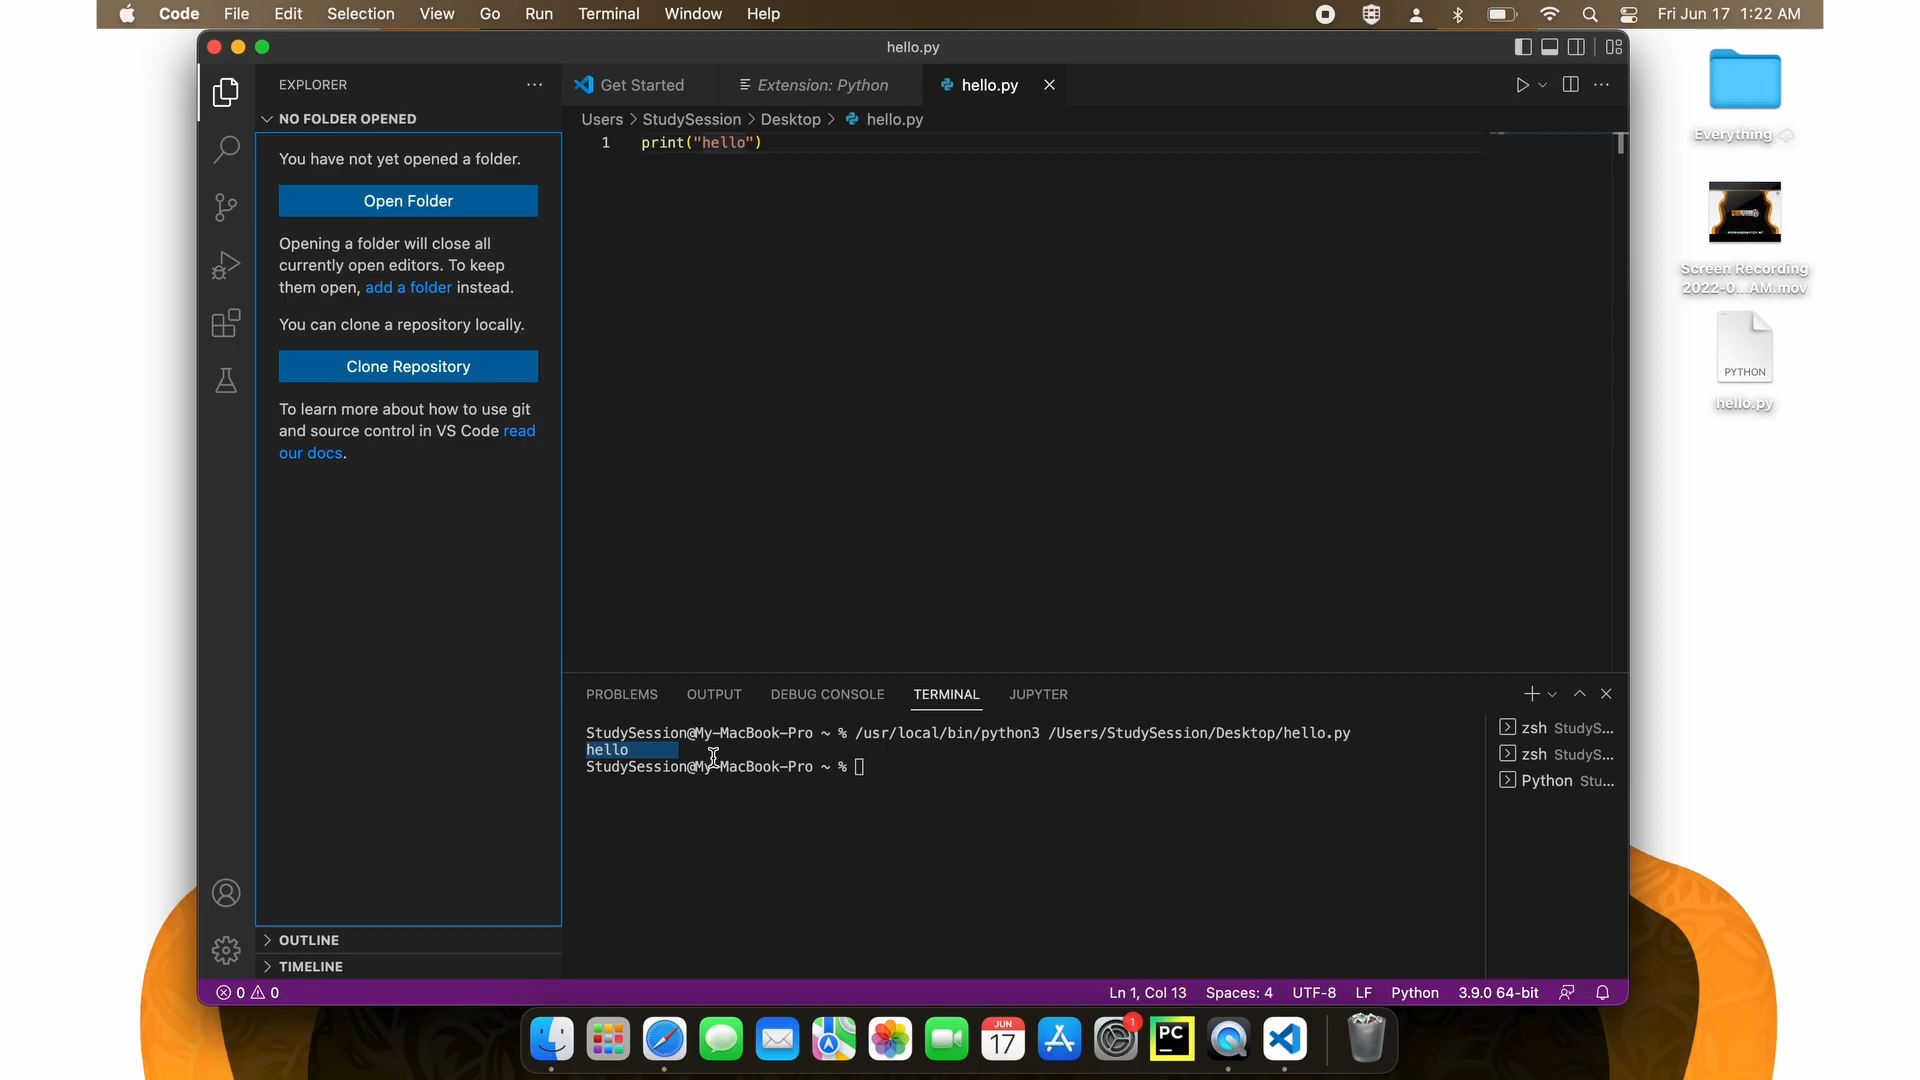 Code File Edit Selection View Go Run Terminal Window Help Fri Jun 17 1:22 AM
hello.py
EXPLORER
Get Started
Extension: Python
hello.py
NO FOLDER OPENED
Users > StudySession > Desktop > hello.py
1 print("hello")
You have not yet opened a folder.
Open Folder
Opening a folder will close all
currently open editors. To keep
them open, add a folder instead.
You can clone a repository locally.
Clone Repository
To learn more about how to use git
and source control in VS Code read
our docs.
OUTLINE
TIMELINE
PROBLEMS OUTPUT DEBUG CONSOLE TERMINAL JUPYTER
StudySession@My-MacBook-Pro ~ % /usr/local/bin/python3 /Users/StudySession/Desktop/hello.py
hello
StudySession@My-MacBook-Pro ~ %
zsh StudyS...
zsh StudyS...
Python Stu...
0 0 Ln 1, Col 13 Spaces: 4 UTF-8 LF Python 3.9.0 64-bit
Everything
Screen Recording
2022-0...AM.mov
PYTHON
hello.py
JUN
17
1
PC